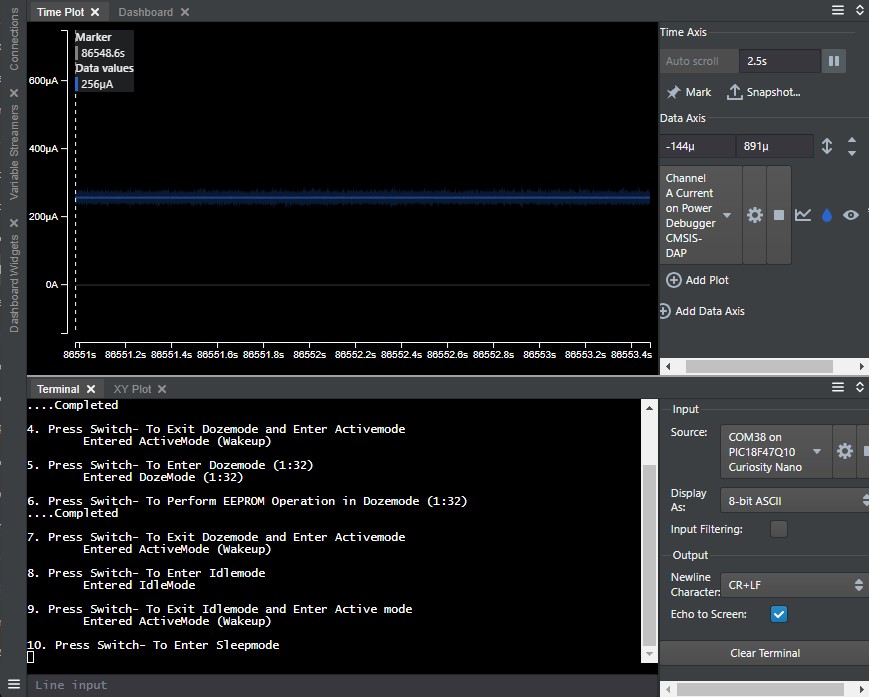 Time Plot
Dashboard
Connections
Variable Streamers
Dashboard Widgets
Marker
86548.6s
Data values
256µA
600µA
400µA
200µA
0A
86551s 86551.2s 86551.4s 86551.6s 86551.8s 86552s 86552.2s 86552.4s 86552.6s 86552.8s 86553s 86553.2s 86553.4s
Time Axis
Auto scroll 2.5s
Mark Snapshot...
Data Axis
-144µ 891µ
Channel
A Current
on Power
Debugger
CMSIS-
DAP
Add Plot
Add Data Axis
Terminal
XY Plot
....Completed
4. Press Switch- To Exit Dozemode and Enter Activemode
Entered ActiveMode (Wakeup)
5. Press Switch- To Enter Dozemode (1:32)
Entered DozeMode (1:32)
6. Press Switch- To Perform EEPROM Operation in Dozemode (1:32)
....Completed
7. Press Switch- To Exit Dozemode and Enter Activemode
Entered ActiveMode (Wakeup)
8. Press Switch- To Enter Idlemode
Entered IdleMode
9. Press Switch- To Exit Idlemode and Enter Active mode
Entered ActiveMode (Wakeup)
10. Press Switch- To Enter Sleepmode
Line input
Input
Source:
COM38 on
PIC18F47Q10
Curiosity Nano
Display
As:
8-bit ASCII
Input Filtering:
Output
Newline
Character:
CR+LF
Echo to Screen:
Clear Terminal